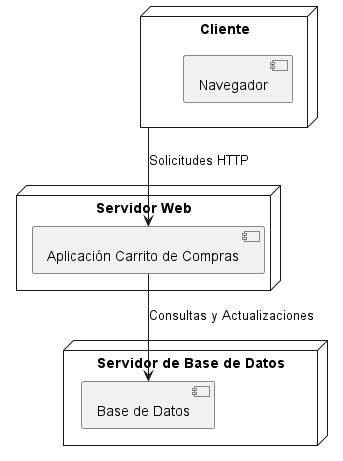 Cliente
Navegador
Solicitudes HTTP
Servidor Web
Aplicación Carrito de Compras
Consultas y Actualizaciones
Servidor de Base de Datos
Base de Datos